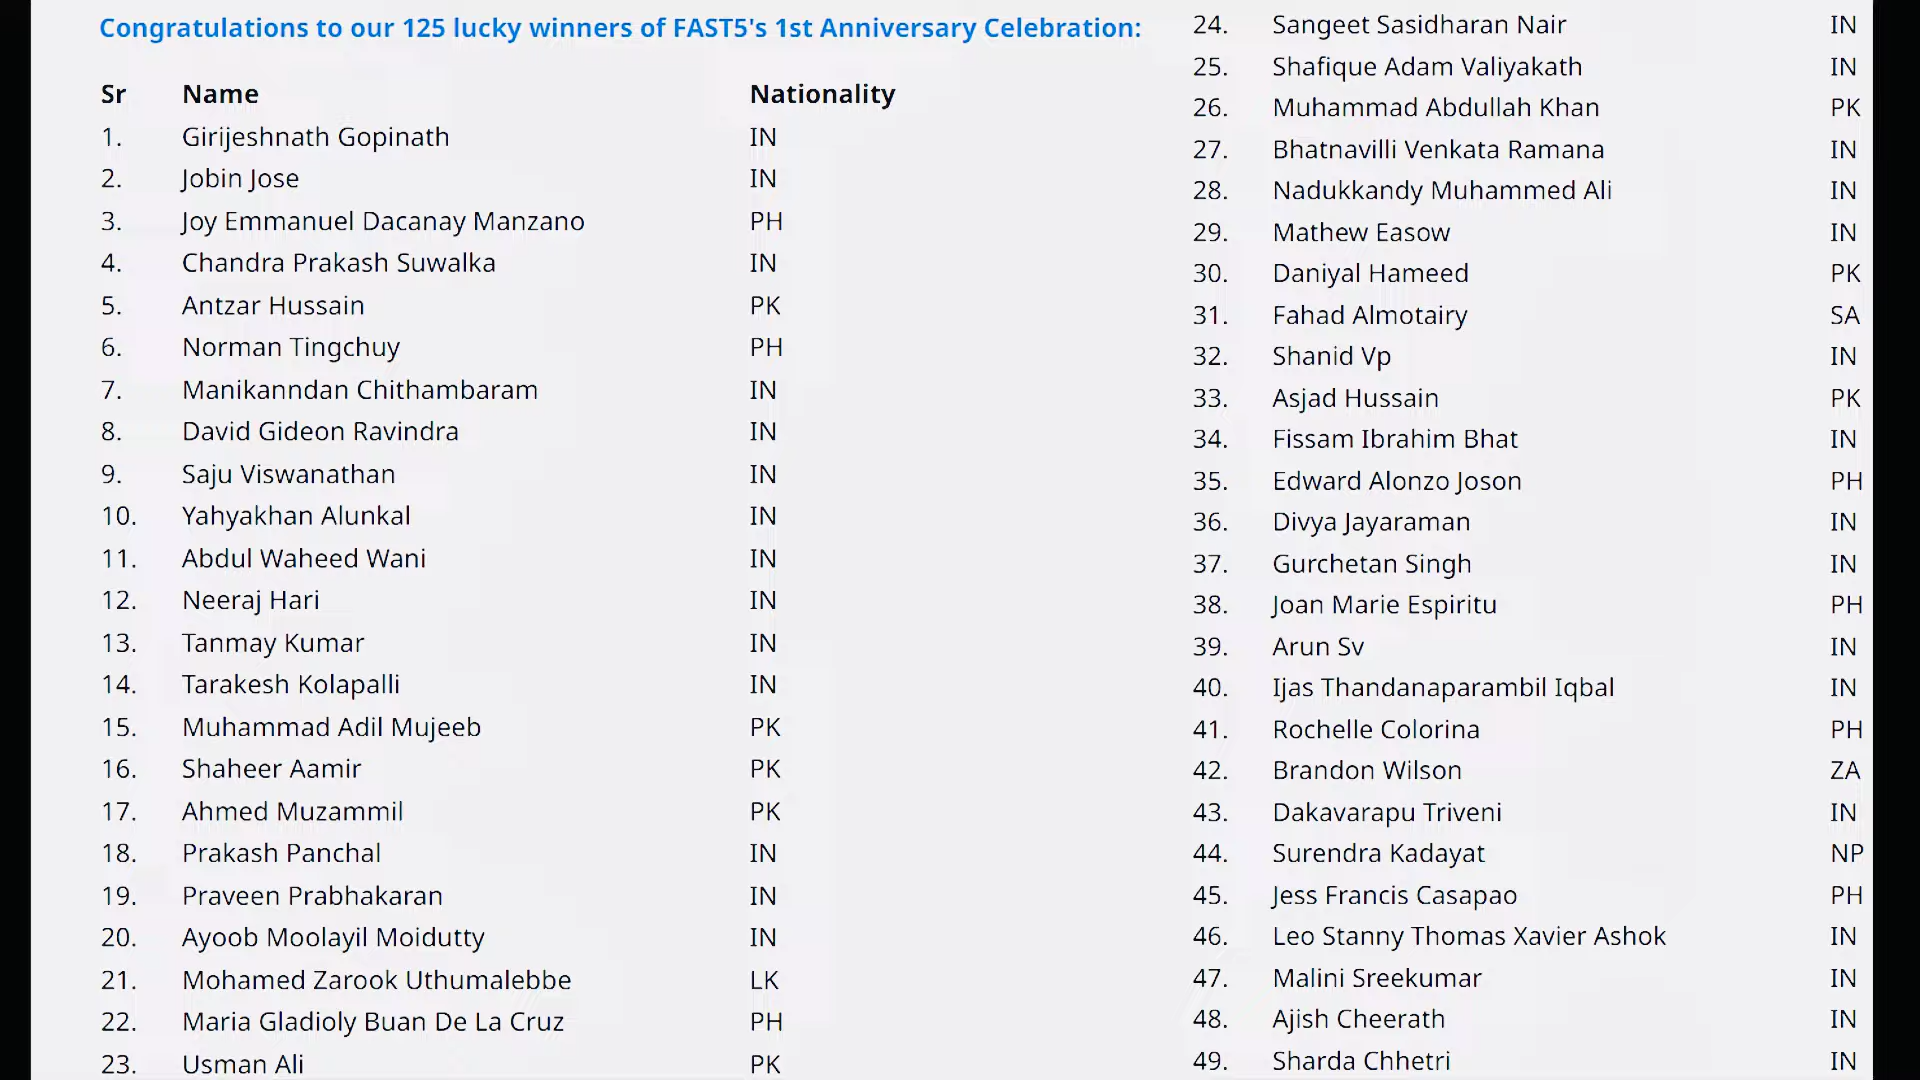 Congratulations to our 125 lucky winners of FAST5's 1st Anniversary Celebration:
Sr Name Nationality
1. Girijeshnath Gopinath IN
2. Jobin Jose IN
3. Joy Emmanuel Dacanay Manzano PH
4. Chandra Prakash Suwalka IN
5. Antzar Hussain PK
6. Norman Tingchuy PH
7. Manikanndan Chithambaram IN
8. David Gideon Ravindra IN
9. Saju Viswanathan IN
10. Yahyakhan Alunkal IN
11. Abdul Waheed Wani IN
12. Neeraj Hari IN
13. Tanmay Kumar IN
14. Tarakesh Kolapalli IN
15. Muhammad Adil Mujeeb PK
16. Shaheer Aamir PK
17. Ahmed Muzammil PK
18. Prakash Panchal IN
19. Praveen Prabhakaran IN
20. Ayoob Moolayil Moidutty IN
21. Mohamed Zarook Uthumalebbe LK
22. Maria Gladioly Buan De La Cruz PH
23. Usman Ali PK
24. Sangeet Sasidharan Nair IN
25. Shafique Adam Valiyakath IN
26. Muhammad Abdullah Khan PK
27. Bhatnavilli Venkata Ramana IN
28. Nadukkandy Muhammed Ali IN
29. Mathew Easow IN
30. Daniyal Hameed PK
31. Fahad Almotairy SA
32. Shanid Vp IN
33. Asjad Hussain PK
34. Fissam Ibrahim Bhat IN
35. Edward Alonzo Joson PH
36. Divya Jayaraman IN
37. Gurchetan Singh IN
38. Joan Marie Espiritu PH
39. Arun Sv IN
40. Ijas Thandanaparambil Iqbal IN
41. Rochelle Colorina PH
42. Brandon Wilson ZA
43. Dakavarapu Triveni IN
44. Surendra Kadayat NP
45. Jess Francis Casapao PH
46. Leo Stanny Thomas Xavier Ashok IN
47. Malini Sreekumar IN
48. Ajish Cheerath IN
49. Sharda Chhetri IN